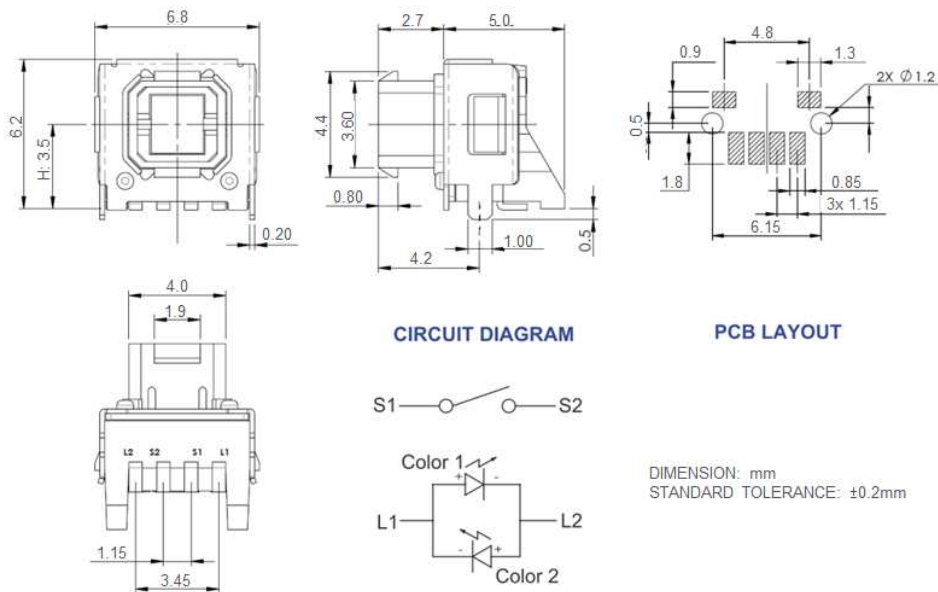 6.8
6.2
H: 3.5
0.20
2.7
5.0
4.4
3.60
0.80
1.00
0.5
4.2
4.8
0.9
1.3
2X Ø1.2
0.5
1.8
0.85
3x 1.15
6.15
4.0
1.9
L2 S2 S1 L1
1.15
3.45
CIRCUIT DIAGRAM
S1 S2
Color 1
+ -
L1 L2
- +
Color 2
PCB LAYOUT
DIMENSION: mm
STANDARD TOLERANCE: ±0.2mm